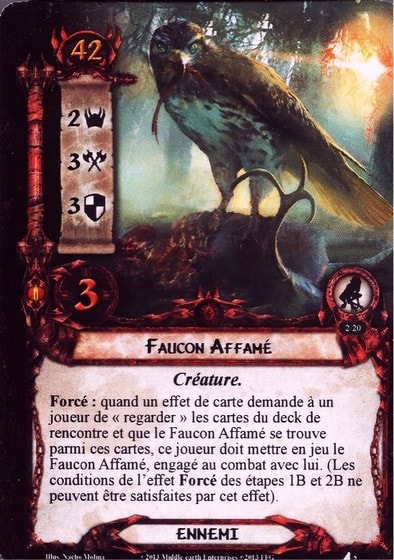 42
2
3
3
3
2/20
FAUCON AFFAMÉ
Créature.
Forcé : quand un effet de carte demande à un
joueur de « regarder » les cartes du deck de
rencontre et que le Faucon Affamé se trouve
parmi ces cartes, ce joueur doit mettre en jeu le
Faucon Affamé, engagé au combat avec lui. (Les
conditions de l'effet Forcé des étapes 1B et 2B ne
peuvent être satisfaites par cet effet).
ENNEMI
Illus. Nacho Molina ©2013 Middle-earth Enterprises ©2013 FFG